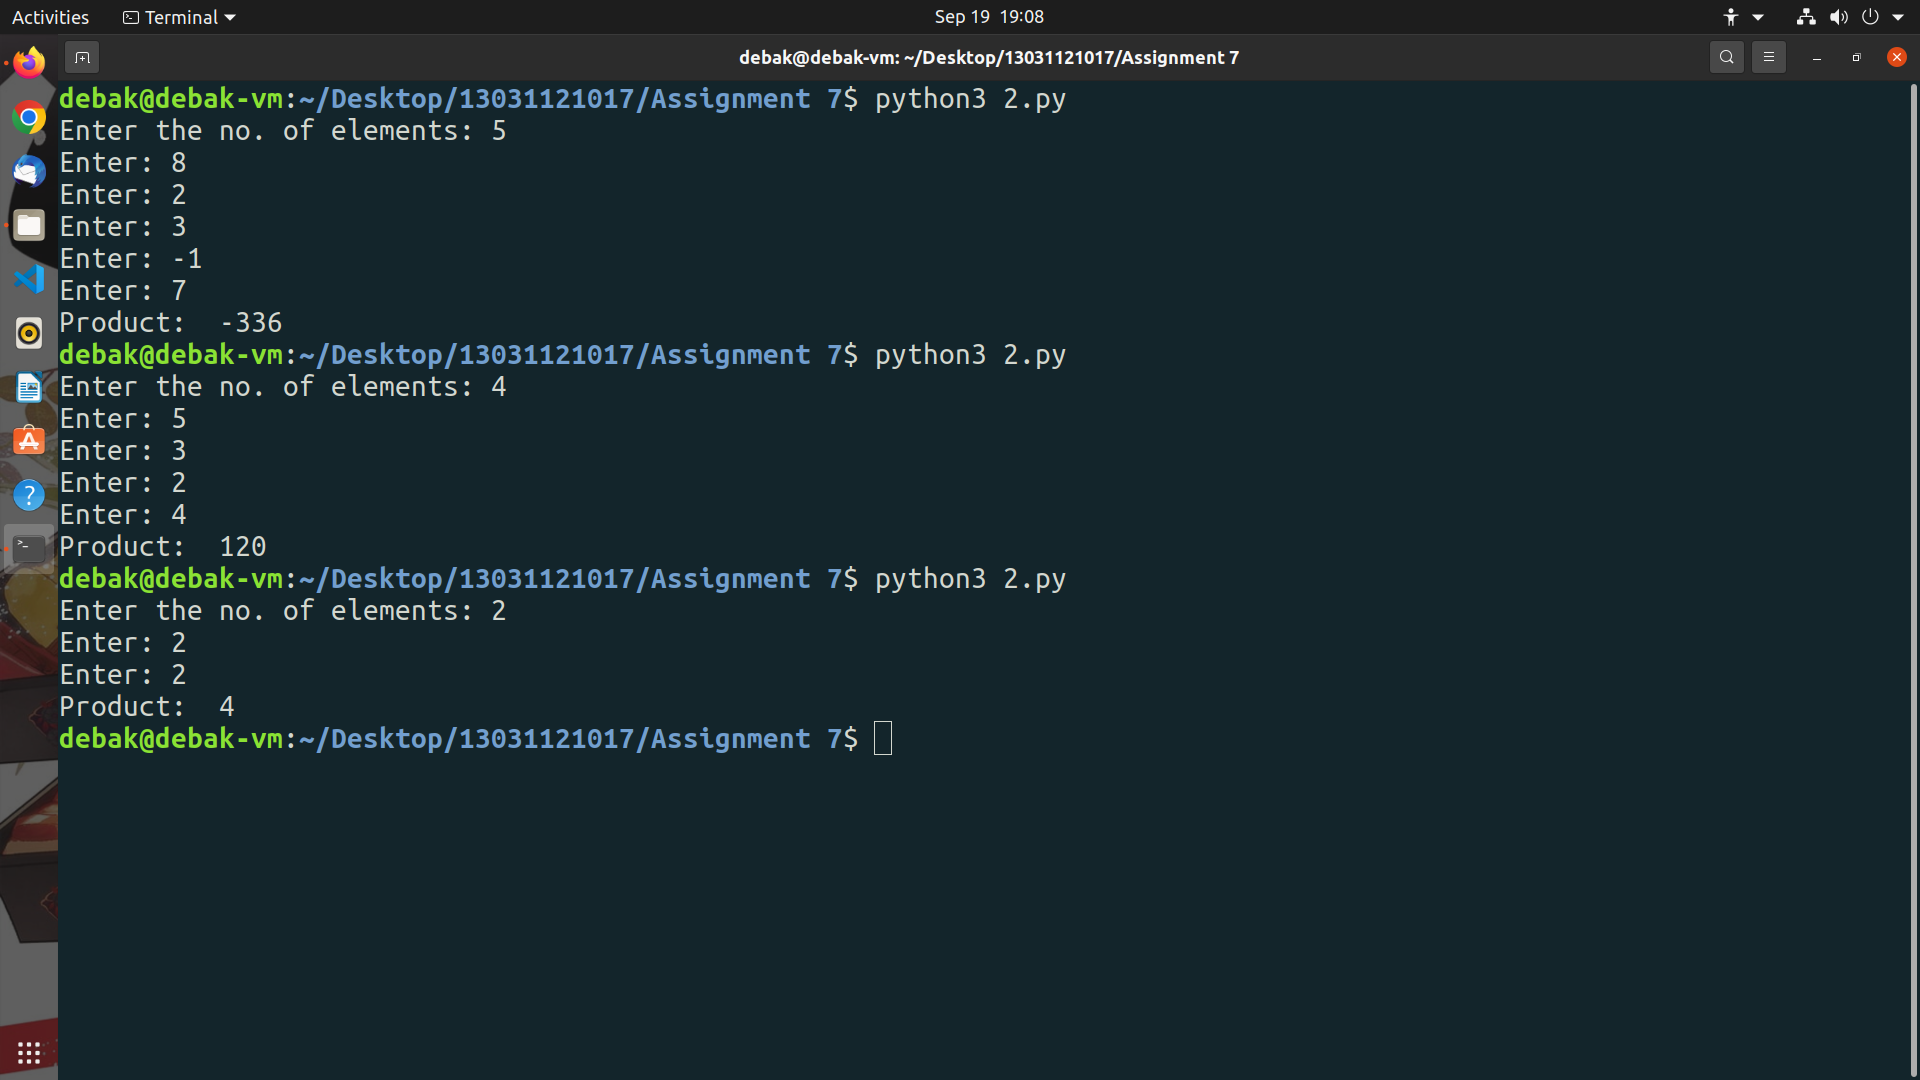 Activities Terminal Sep 19 19:08
debak@debak-vm: ~/Desktop/13031121017/Assignment 7
debak@debak-vm:~/Desktop/13031121017/Assignment 7$ python3 2.py
Enter the no. of elements: 5
Enter: 8
Enter: 2
Enter: 3
Enter: -1
Enter: 7
Product:  -336
debak@debak-vm:~/Desktop/13031121017/Assignment 7$ python3 2.py
Enter the no. of elements: 4
Enter: 5
Enter: 3
Enter: 2
Enter: 4
Product:  120
debak@debak-vm:~/Desktop/13031121017/Assignment 7$ python3 2.py
Enter the no. of elements: 2
Enter: 2
Enter: 2
Product:  4
debak@debak-vm:~/Desktop/13031121017/Assignment 7$